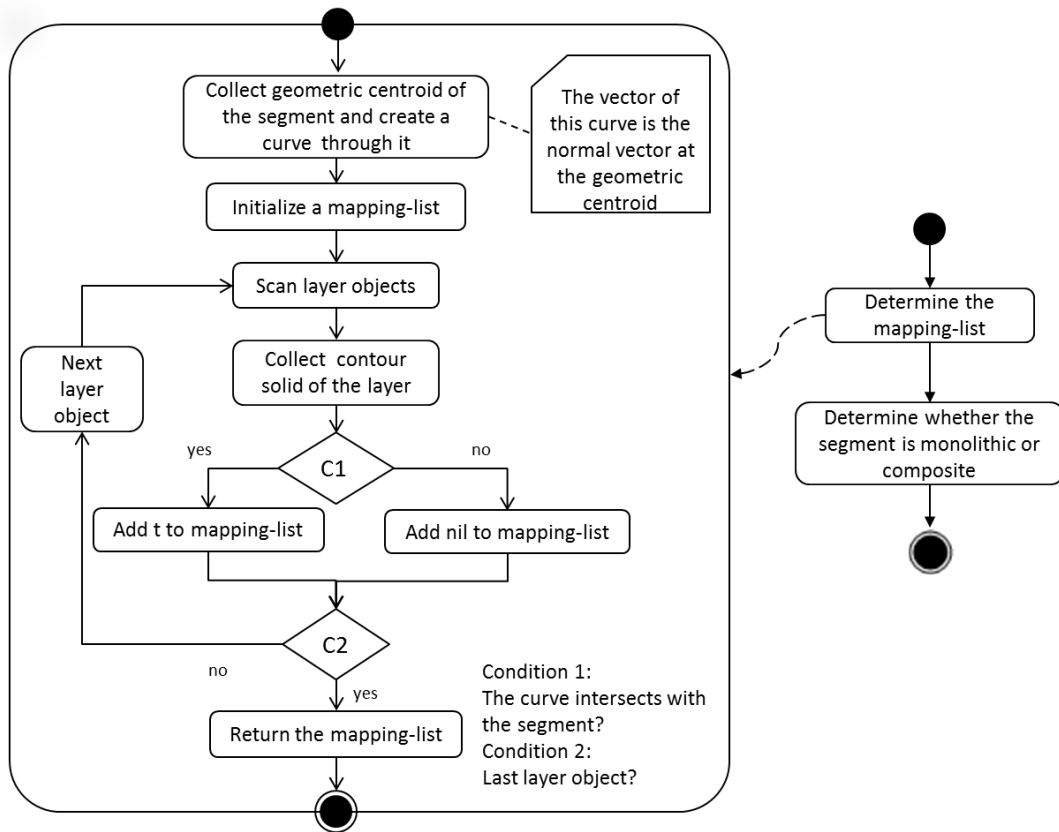 Collect geometric centroid of
the segment and create a
curve through it
The vector of
this curve is the
normal vector at
the geometric
centroid
Initialize a mapping-list
Scan layer objects
Next
layer
object
Collect contour
solid of the layer
yes
C1
no
Add t to mapping-list
Add nil to mapping-list
C2
no
yes
Return the mapping-list
Condition 1:
The curve intersects with
the segment?
Condition 2:
Last layer object?
Determine the
mapping-list
Determine whether the
segment is monolithic or
composite